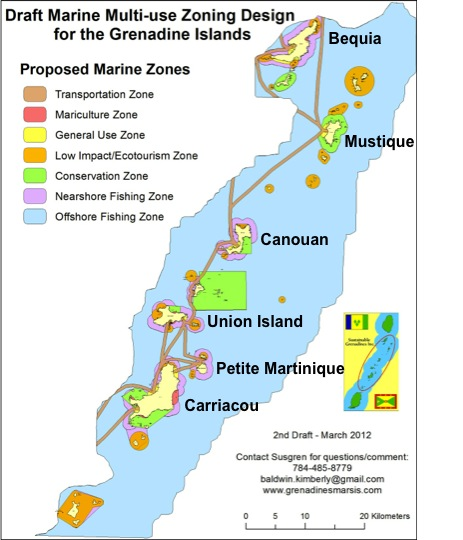 Draft Marine Multi-use Zoning Design
for the Grenadine Islands
Proposed Marine Zones
Transportation Zone
Mariculture Zone
General Use Zone
Low Impact/Ecotourism Zone
Conservation Zone
Nearshore Fishing Zone
Offshore Fishing Zone
Bequia
Mustique
Canouan
Union Island
Petite Martinique
Carriacou
Sustainable
Grenadines Inc
2nd Draft - March 2012
Contact Susgren for questions/comment:
784-485-8779
baldwin.kimberly@gmail.com
www.grenadinesmarsis.com
0 5 10 20 Kilometers